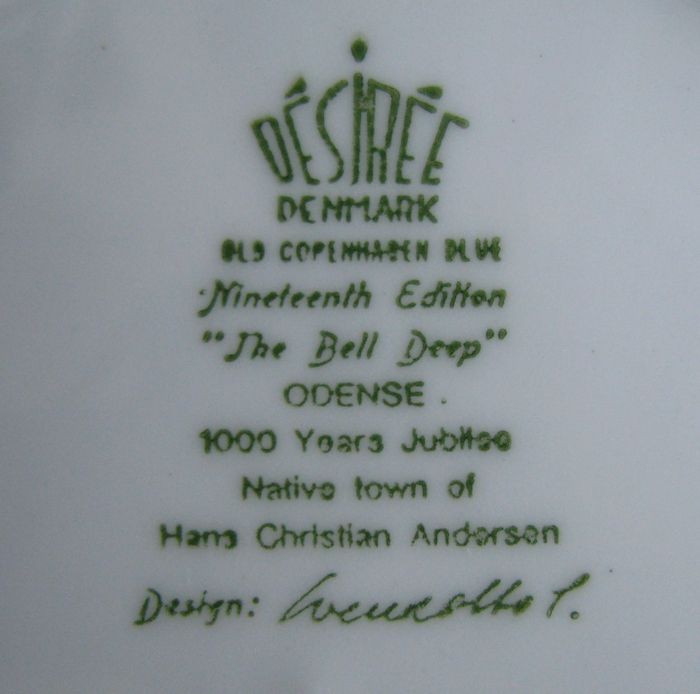 DÉSIRÉE
DENMARK
OLD COPENHAGEN BLUE
Nineteenth Edition
"The Bell Deep"
ODENSE.
1000 Years Jubilee
Native town of
Hans Christian Andersen
Design: